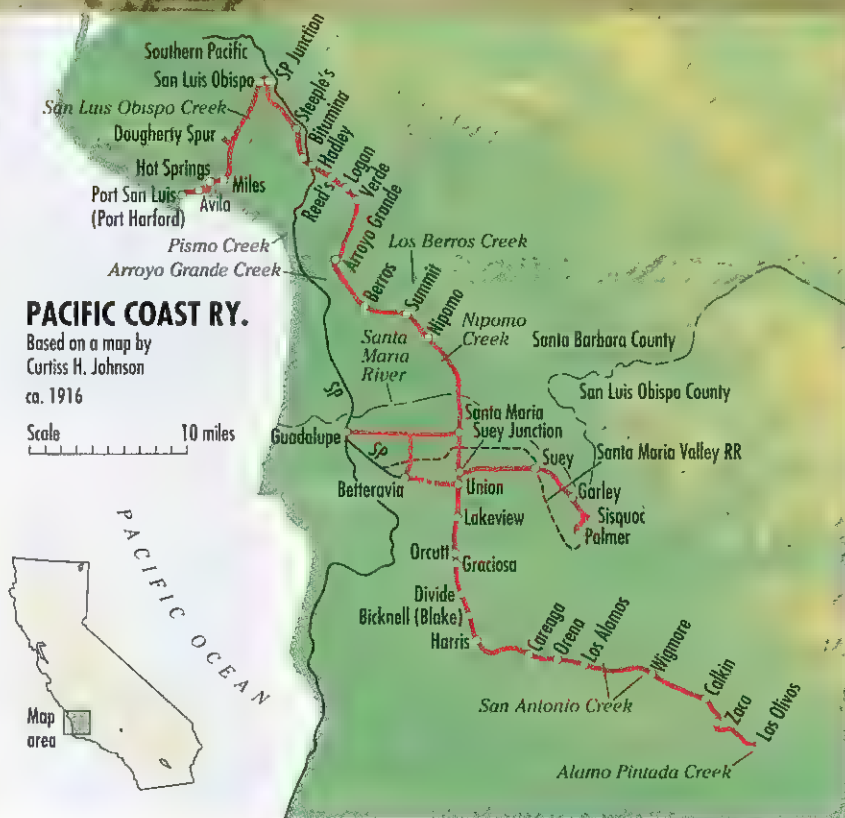 Southern Pacific
SP Junction
San Luis Obispo
San Luis Obispo Creek
Steeple's
Bitumina
Dougherty Spur
Hadley
Logan
Hot Springs
Verde
Miles
Reed's
Port San Luis
(Port Harford)
Avila
Pismo Creek
Arroyo Grande
Los Berros Creek
Arroyo Grande Creek
Berros
Summit
PACIFIC COAST RY.
Based on a map by
Curtiss H. Johnson
ca. 1916
Scale
10 miles
Nipomo
Nipomo
Creek
Santa
Maria
River
Santa Barbara County
San Luis Obispo County
SP
Santa Maria
Guadalupe
Suey Junction
SP
Suey
Santa Maria Valley RR
Betteravia
Union
Garley
Lakeview
Sisquoc
Palmer
PACIFIC OCEAN
Orcutt
Graciosa
Divide
Bicknell (Blake)
Harris
Careaga
Orena
Los Alamos
Wigmore
San Antonio Creek
Calkin
Zaca
Los Olivos
Map
area
Alamo Pintada Creek